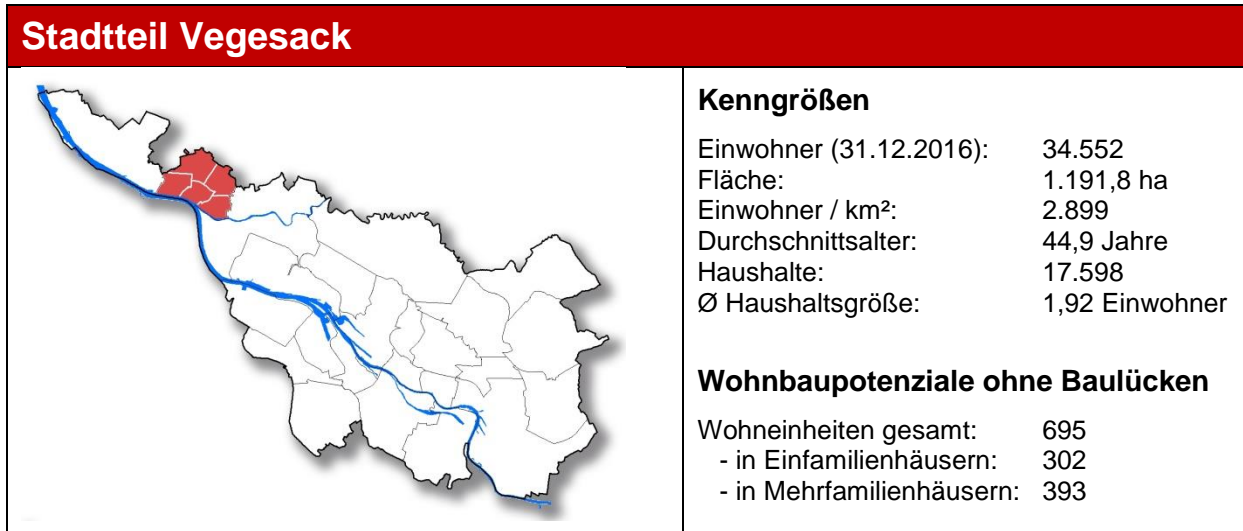 Stadtteil Vegesack
Kenngrößen
Einwohner (31.12.2016): 34.552
Fläche: 1.191,8 ha
Einwohner / km²: 2.899
Durchschnittsalter: 44,9 Jahre
Haushalte: 17.598
Ø Haushaltsgröße: 1,92 Einwohner
Wohnbaupotenziale ohne Baulücken
Wohneinheiten gesamt: 695
- in Einfamilienhäusern: 302
- in Mehrfamilienhäusern: 393